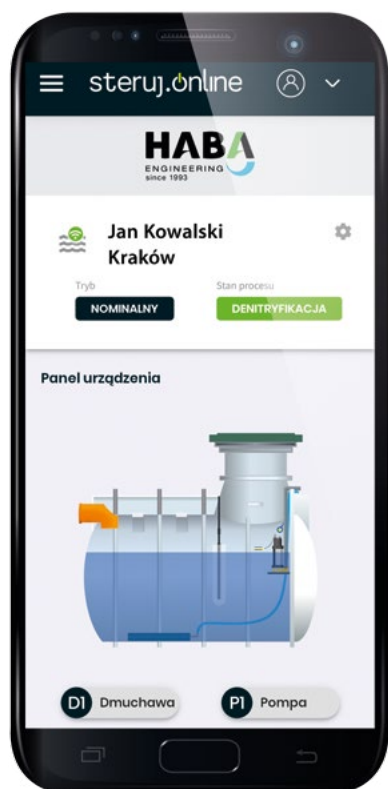 steruj.online
HABA
ENGINEERING
since 1993
Jan Kowalski
Kraków
Tryb
Stan procesu
NOMINALNY
DENITRYFIKACJA
Panel urządzenia
D1 Dmuchawa
P1 Pompa